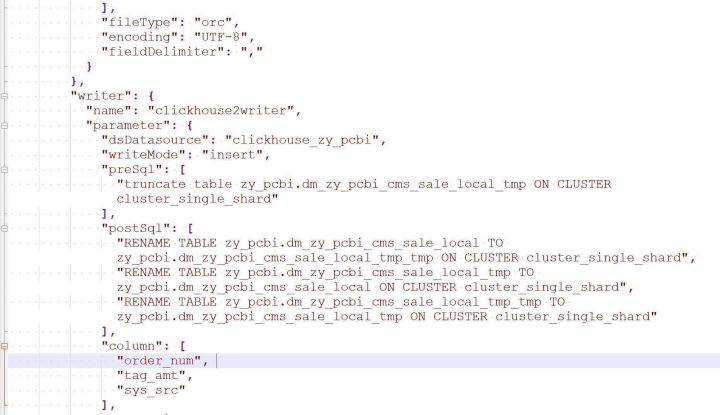 ],
"fileType": "orc",
"encoding": "UTF-8",
"fieldDelimiter": ","
}
},
"writer": {
"name": "clickhouse2writer",
"parameter": {
"dsDatasource": "clickhouse_zy_pcbi",
"writeMode": "insert",
"preSql": [
"truncate table zy_pcbi.dm_zy_pcbi_cms_sale_local_tmp ON CLUSTER
cluster_single_shard"
],
"postSql": [
"RENAME TABLE zy_pcbi.dm_zy_pcbi_cms_sale_local TO
zy_pcbi.dm_zy_pcbi_cms_sale_local_tmp_tmp ON CLUSTER cluster_single_shard",
"RENAME TABLE zy_pcbi.dm_zy_pcbi_cms_sale_local_tmp TO
zy_pcbi.dm_zy_pcbi_cms_sale_local ON CLUSTER cluster_single_shard",
"RENAME TABLE zy_pcbi.dm_zy_pcbi_cms_sale_local_tmp_tmp TO
zy_pcbi.dm_zy_pcbi_cms_sale_local_tmp ON CLUSTER cluster_single_shard"
],
"column": [
"order_num",
"tag_amt",
"sys_src"
],